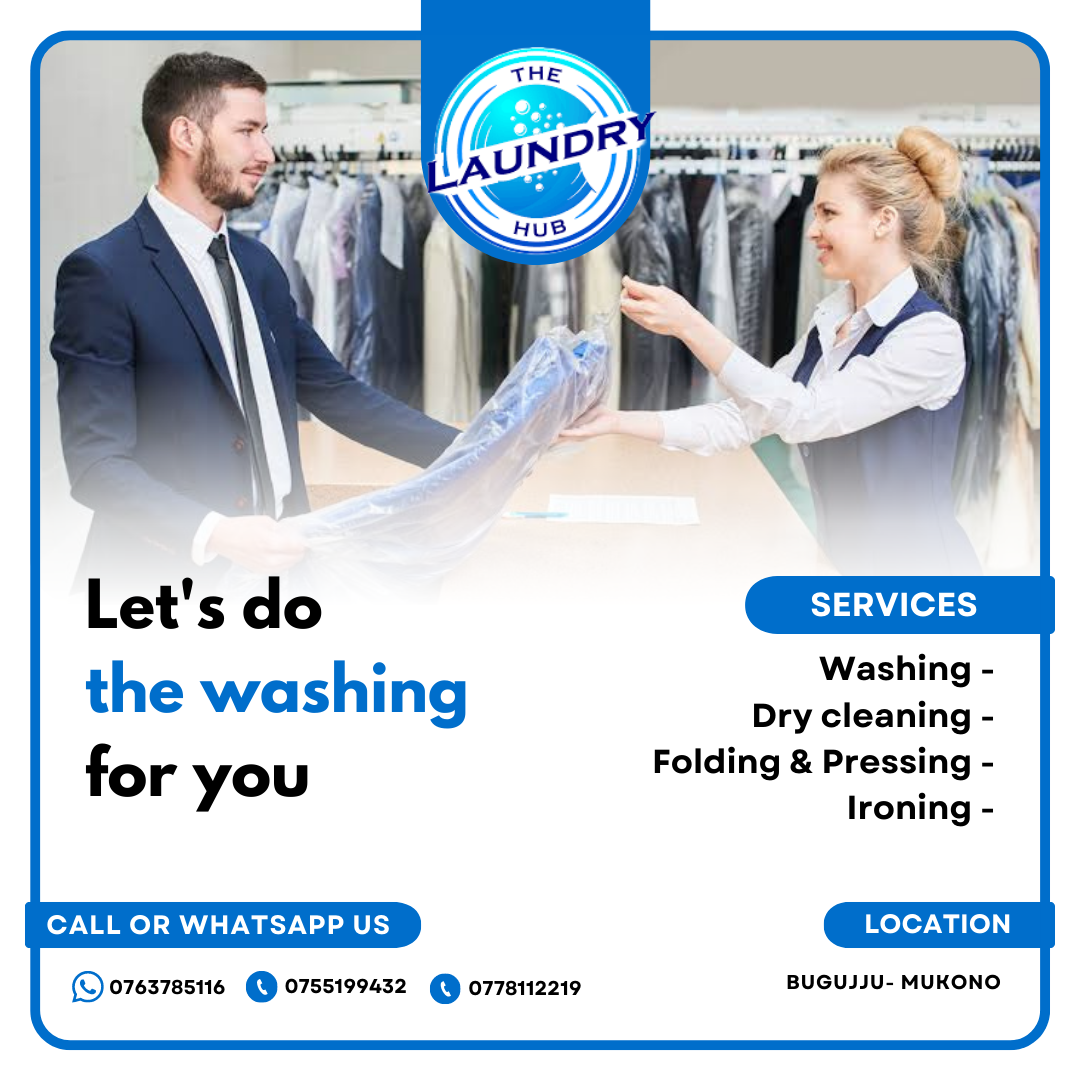 THE
LAUNDRY
HUB
Let's do
the washing
for you
SERVICES
Washing -
Dry cleaning -
Folding & Pressing -
Ironing -
CALL OR WHATSAPP US
0763785116 0755199432 0778112219
LOCATION
BUGUJJU- MUKONO